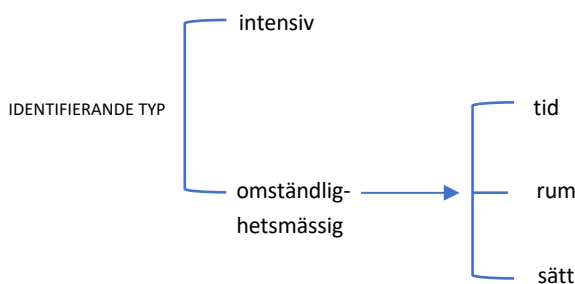 intensiv
IDENTIFIERANDE TYP
tid
omständlig-
hetsmässig
rum
sätt